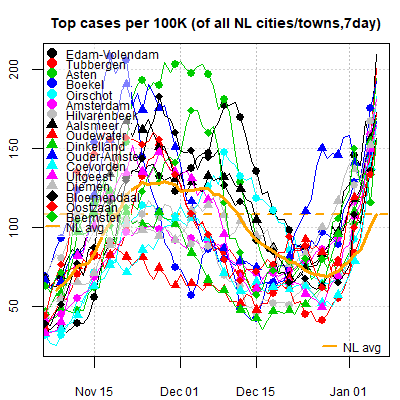 Top cases per 100K (of all NL cities/towns,7day)
200
150
100
50
Edam-Volendam
Tubbergen
Asten
Boekel
Oirschot
Amsterdam
Hilvarenbeek
Aalsmeer
Oudewater
Dinkelland
Ouder-Amstel
Coevorden
Uitgeest
Diemen
Bloemendaal
Oostzaan
Beemster
NL avg
NL avg
Nov 15
Dec 01
Dec 15
Jan 01